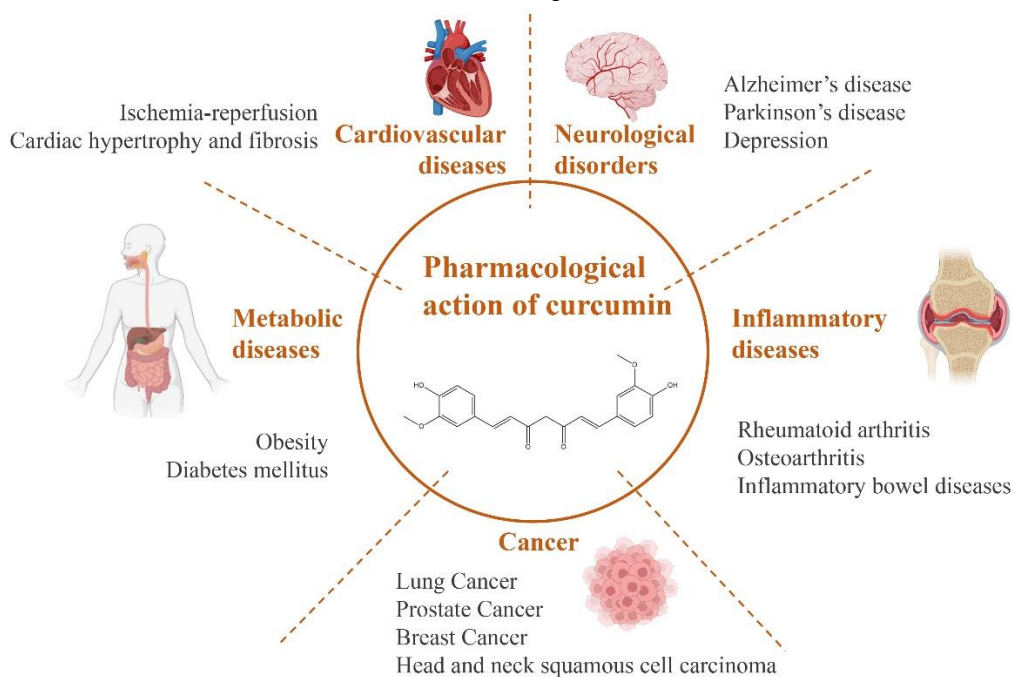 Ischemia-reperfusion
Cardiac hypertrophy and fibrosis
Cardiovascular
diseases
Neurological
disorders
Alzheimer’s disease
Parkinson’s disease
Depression
Pharmacological
action of curcumin
Metabolic
diseases
Obesity
Diabetes mellitus
Inflammatory
diseases
Rheumatoid arthritis
Osteoarthritis
Inflammatory bowel diseases
HO
O
O
O
O
OH
Cancer
Lung Cancer
Prostate Cancer
Breast Cancer
Head and neck squamous cell carcinoma